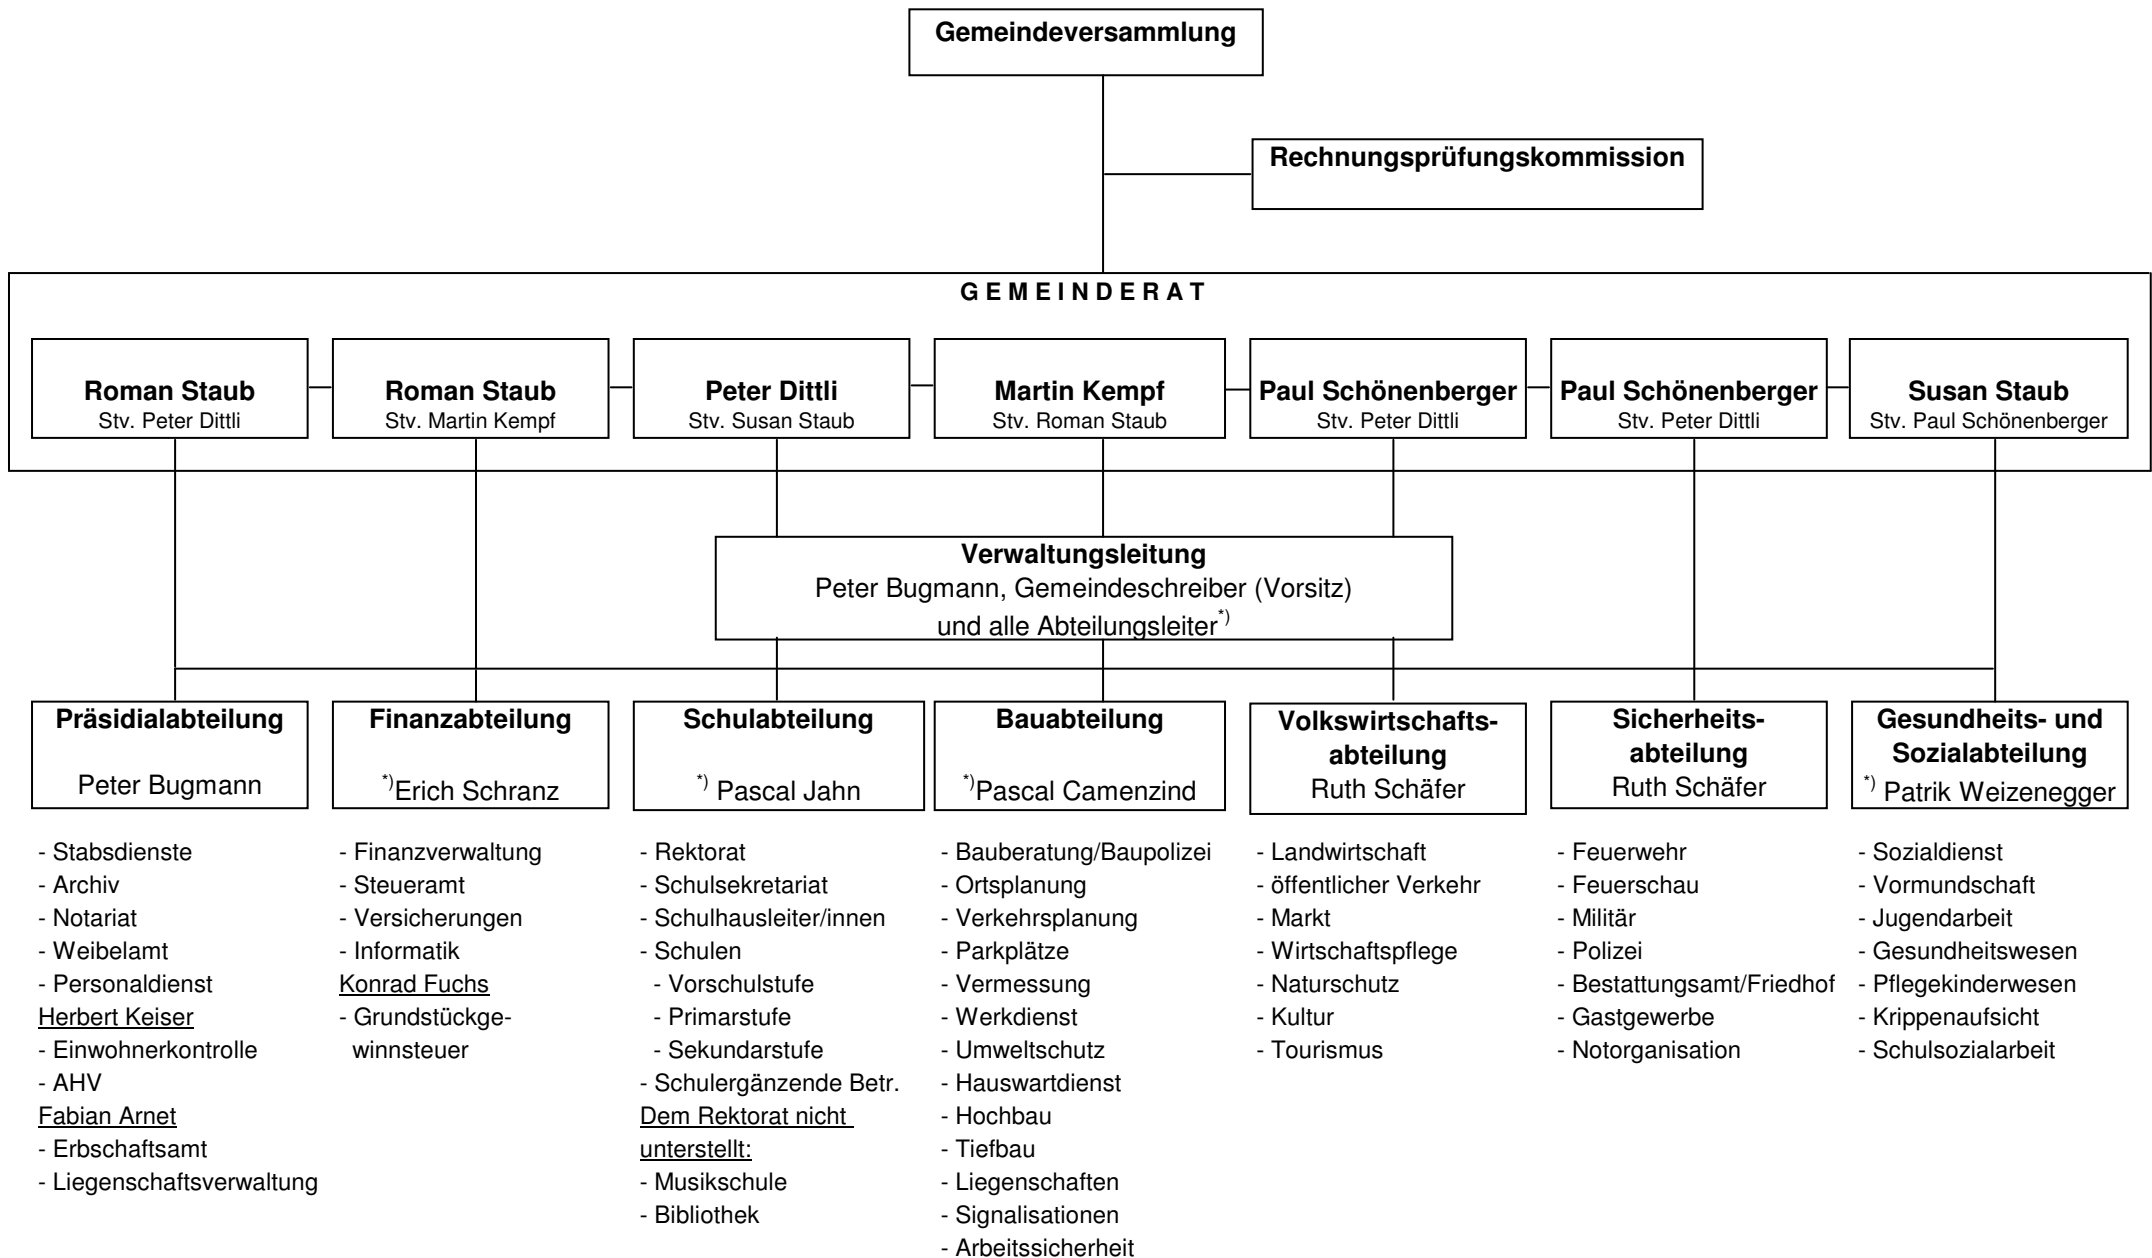 Gemeindeversammlung
Rechnungsprüfungskommission
G E M E I N D E R A T
Roman Staub
Stv. Peter Dittli
Roman Staub
Stv. Martin Kempf
Peter Dittli
Stv. Susan Staub
Martin Kempf
Stv. Roman Staub
Paul Schönenberger
Stv. Peter Dittli
Paul Schönenberger
Stv. Peter Dittli
Susan Staub
Stv. Paul Schönenberger
Verwaltungsleitung
Peter Bugmann, Gemeindeschreiber (Vorsitz)
und alle Abteilungsleiter*)
Präsidialabteilung
Peter Bugmann
- Stabsdienste
- Archiv
- Notariat
- Weibelamt
- Personaldienst
Herbert Keiser
- Einwohnerkontrolle
- AHV
Fabian Arnet
- Erbschaftsamt
- Liegenschaftsverwaltung
Finanzabteilung
*)Erich Schranz
- Finanzverwaltung
- Steueramt
- Versicherungen
- Informatik
Konrad Fuchs
- Grundstückge-
winnsteuer
Schulabteilung
*) Pascal Jahn
- Rektorat
- Schulsekretariat
- Schulhausleiter/innen
- Schulen
- Vorschulstufe
- Primarstufe
- Sekundarstufe
- Schulergänzende Betr.
Dem Rektorat nicht
unterstellt:
- Musikschule
- Bibliothek
Bauabteilung
*)Pascal Camenzind
- Bauberatung/Baupolizei
- Ortsplanung
- Verkehrsplanung
- Parkplätze
- Vermessung
- Werkdienst
- Umweltschutz
- Hauswartdienst
- Hochbau
- Tiefbau
- Liegenschaften
- Signalisationen
- Arbeitssicherheit
Volkswirtschafts-
abteilung
Ruth Schäfer
- Landwirtschaft
- öffentlicher Verkehr
- Markt
- Wirtschaftspflege
- Naturschutz
- Kultur
- Tourismus
Sicherheits-
abteilung
Ruth Schäfer
- Feuerwehr
- Feuerschau
- Militär
- Polizei
- Bestattungsamt/Friedhof
- Gastgewerbe
- Notorganisation
Gesundheits- und
Sozialabteilung
*) Patrik Weizenegger
- Sozialdienst
- Vormundschaft
- Jugendarbeit
- Gesundheitswesen
- Pflegekinderwesen
- Krippenaufsicht
- Schulsozialarbeit